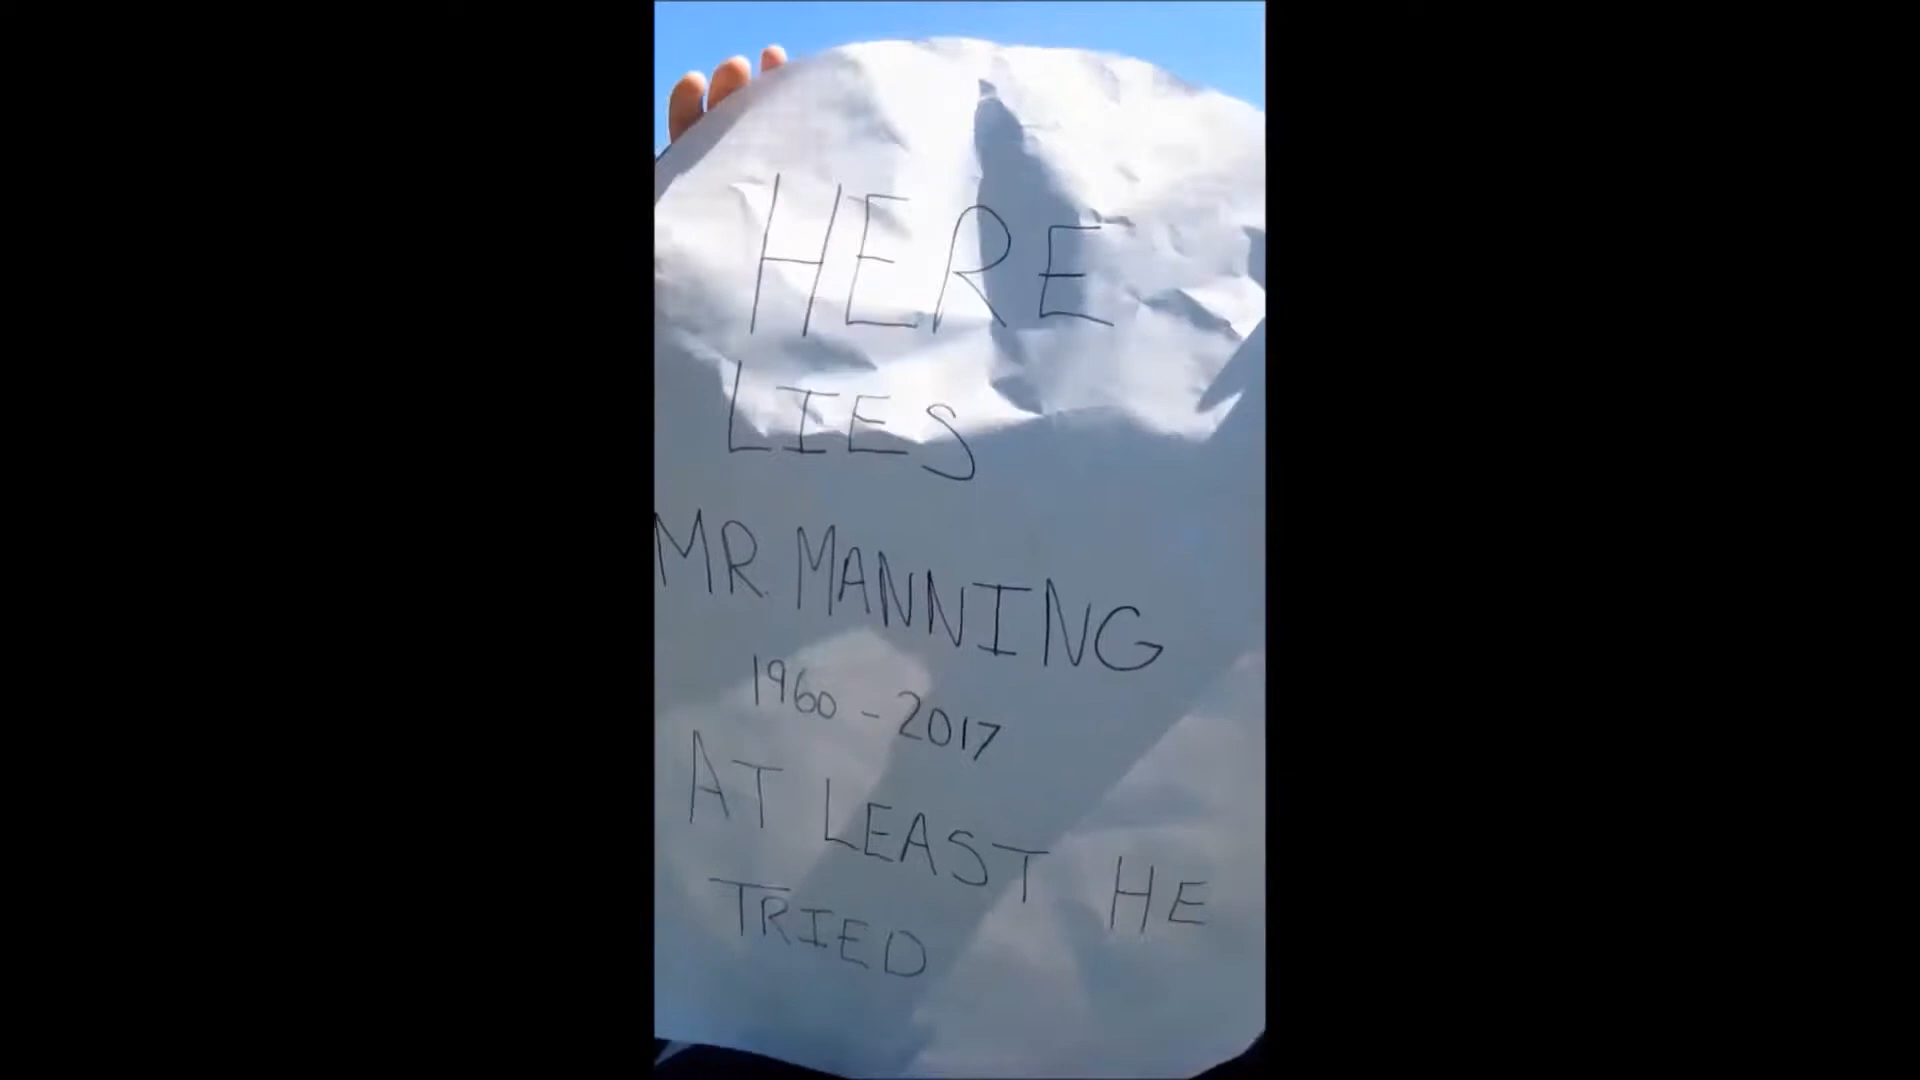 HERE
LIES
MR. MANNING
1960 - 2017
AT LEAST HE
TRIED